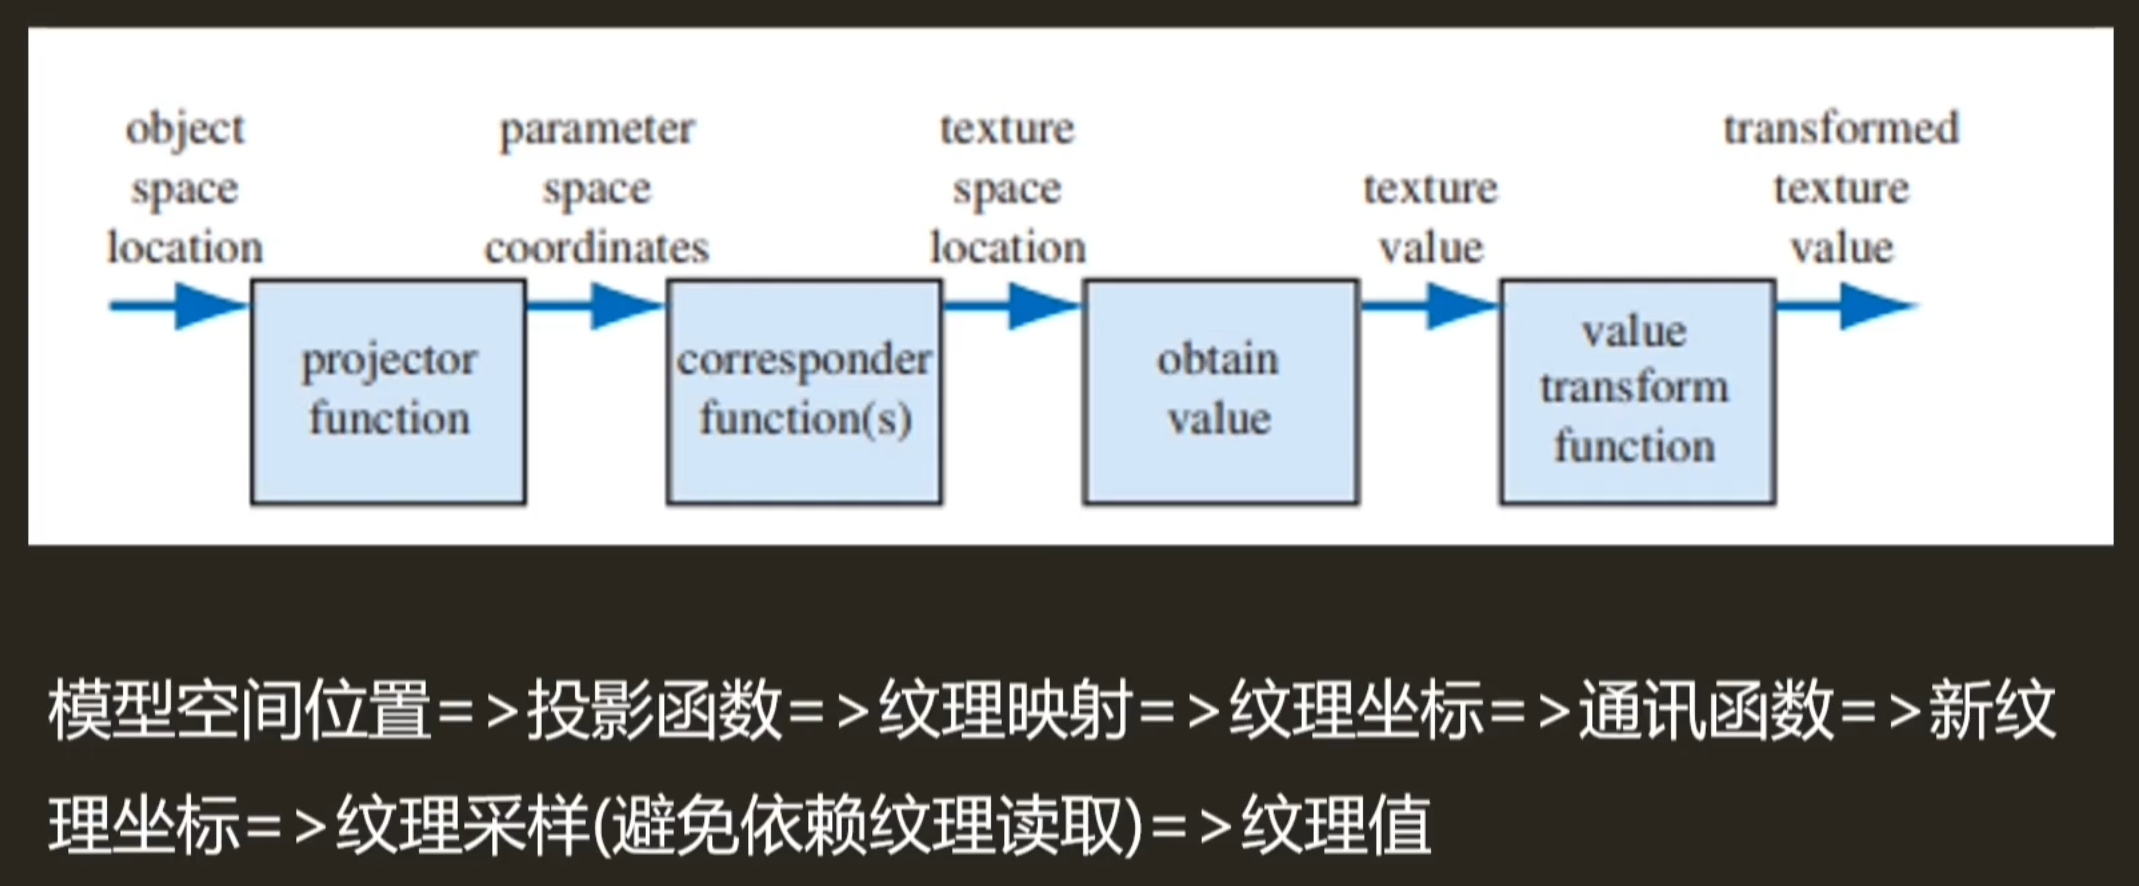 object
space
location
parameter
space
coordinates
texture
space
location
texture
value
transformed
texture
value
projector
function
corresponder
function(s)
obtain
value
value
transform
function
模型空间位置=>投影函数=>纹理映射=>纹理坐标=>通讯函数=>新纹
理坐标=>纹理采样(避免依赖纹理读取)=>纹理值